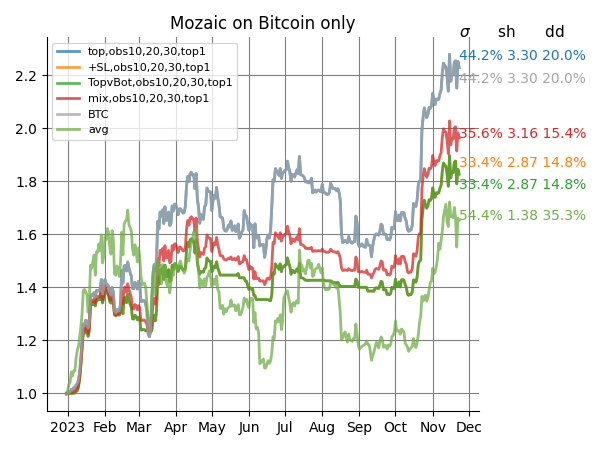 Mozaic on Bitcoin only
σ sh dd
top,obs10,20,30,top1
+SL,obs10,20,30,top1
TopvBot,obs10,20,30,top1
mix,obs10,20,30,top1
BTC
avg
44.2% 3.30 20.0%
44.2% 3.30 20.0%
35.6% 3.16 15.4%
33.4% 2.87 14.8%
33.4% 2.87 14.8%
54.4% 1.38 35.3%
2.2
2.0
1.8
1.6
1.4
1.2
1.0
2023 Feb Mar Apr May Jun Jul Aug Sep Oct Nov Dec